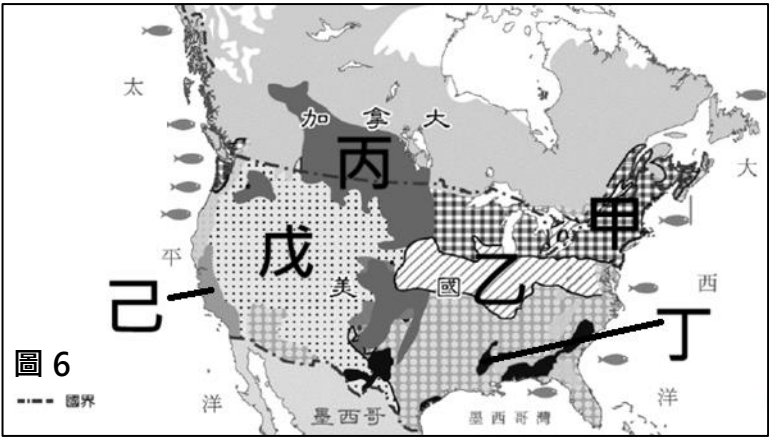 太
加拿大
丙
大
甲
戊
平
美國
乙
西
己
丁
圖 6
國界
洋
墨西哥
墨西哥灣
洋